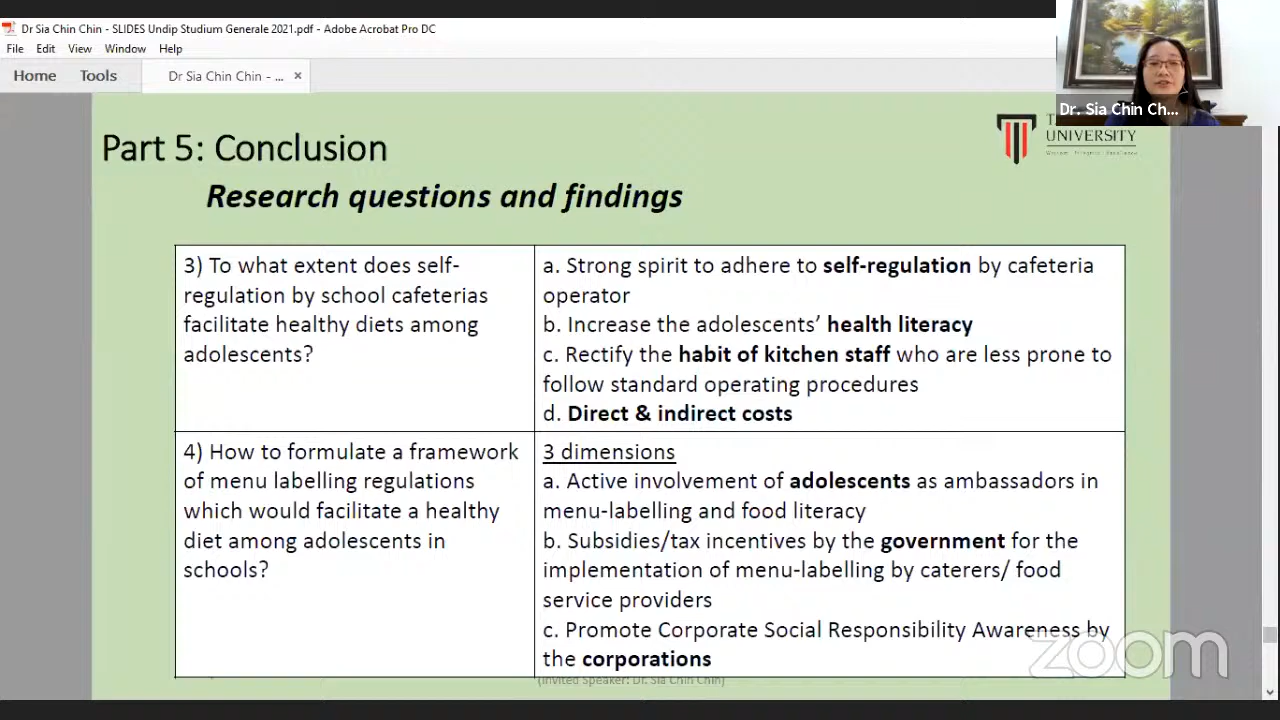 Dr Sia Chin Chin - SLIDES Undip Studium Generale 2021.pdf - Adobe Acrobat Pro DC
File Edit View Window Help
Home Tools Dr Sia Chin Chin - ... ×
Dr. Sia Chin Ch...
UNIVERSITY
Part 5: Conclusion
Research questions and findings
3) To what extent does self-
regulation by school cafeterias
facilitate healthy diets among
adolescents?
a. Strong spirit to adhere to self-regulation by cafeteria
operator
b. Increase the adolescents’ health literacy
c. Rectify the habit of kitchen staff who are less prone to
follow standard operating procedures
d. Direct & indirect costs
4) How to formulate a framework
of menu labelling regulations
which would facilitate a healthy
diet among adolescents in
schools?
3 dimensions
a. Active involvement of adolescents as ambassadors in
menu-labelling and food literacy
b. Subsidies/tax incentives by the government for the
implementation of menu-labelling by caterers/ food
service providers
c. Promote Corporate Social Responsibility Awareness by
the corporations
(Invited Speaker: Dr. Sia Chin Chin)
zoom